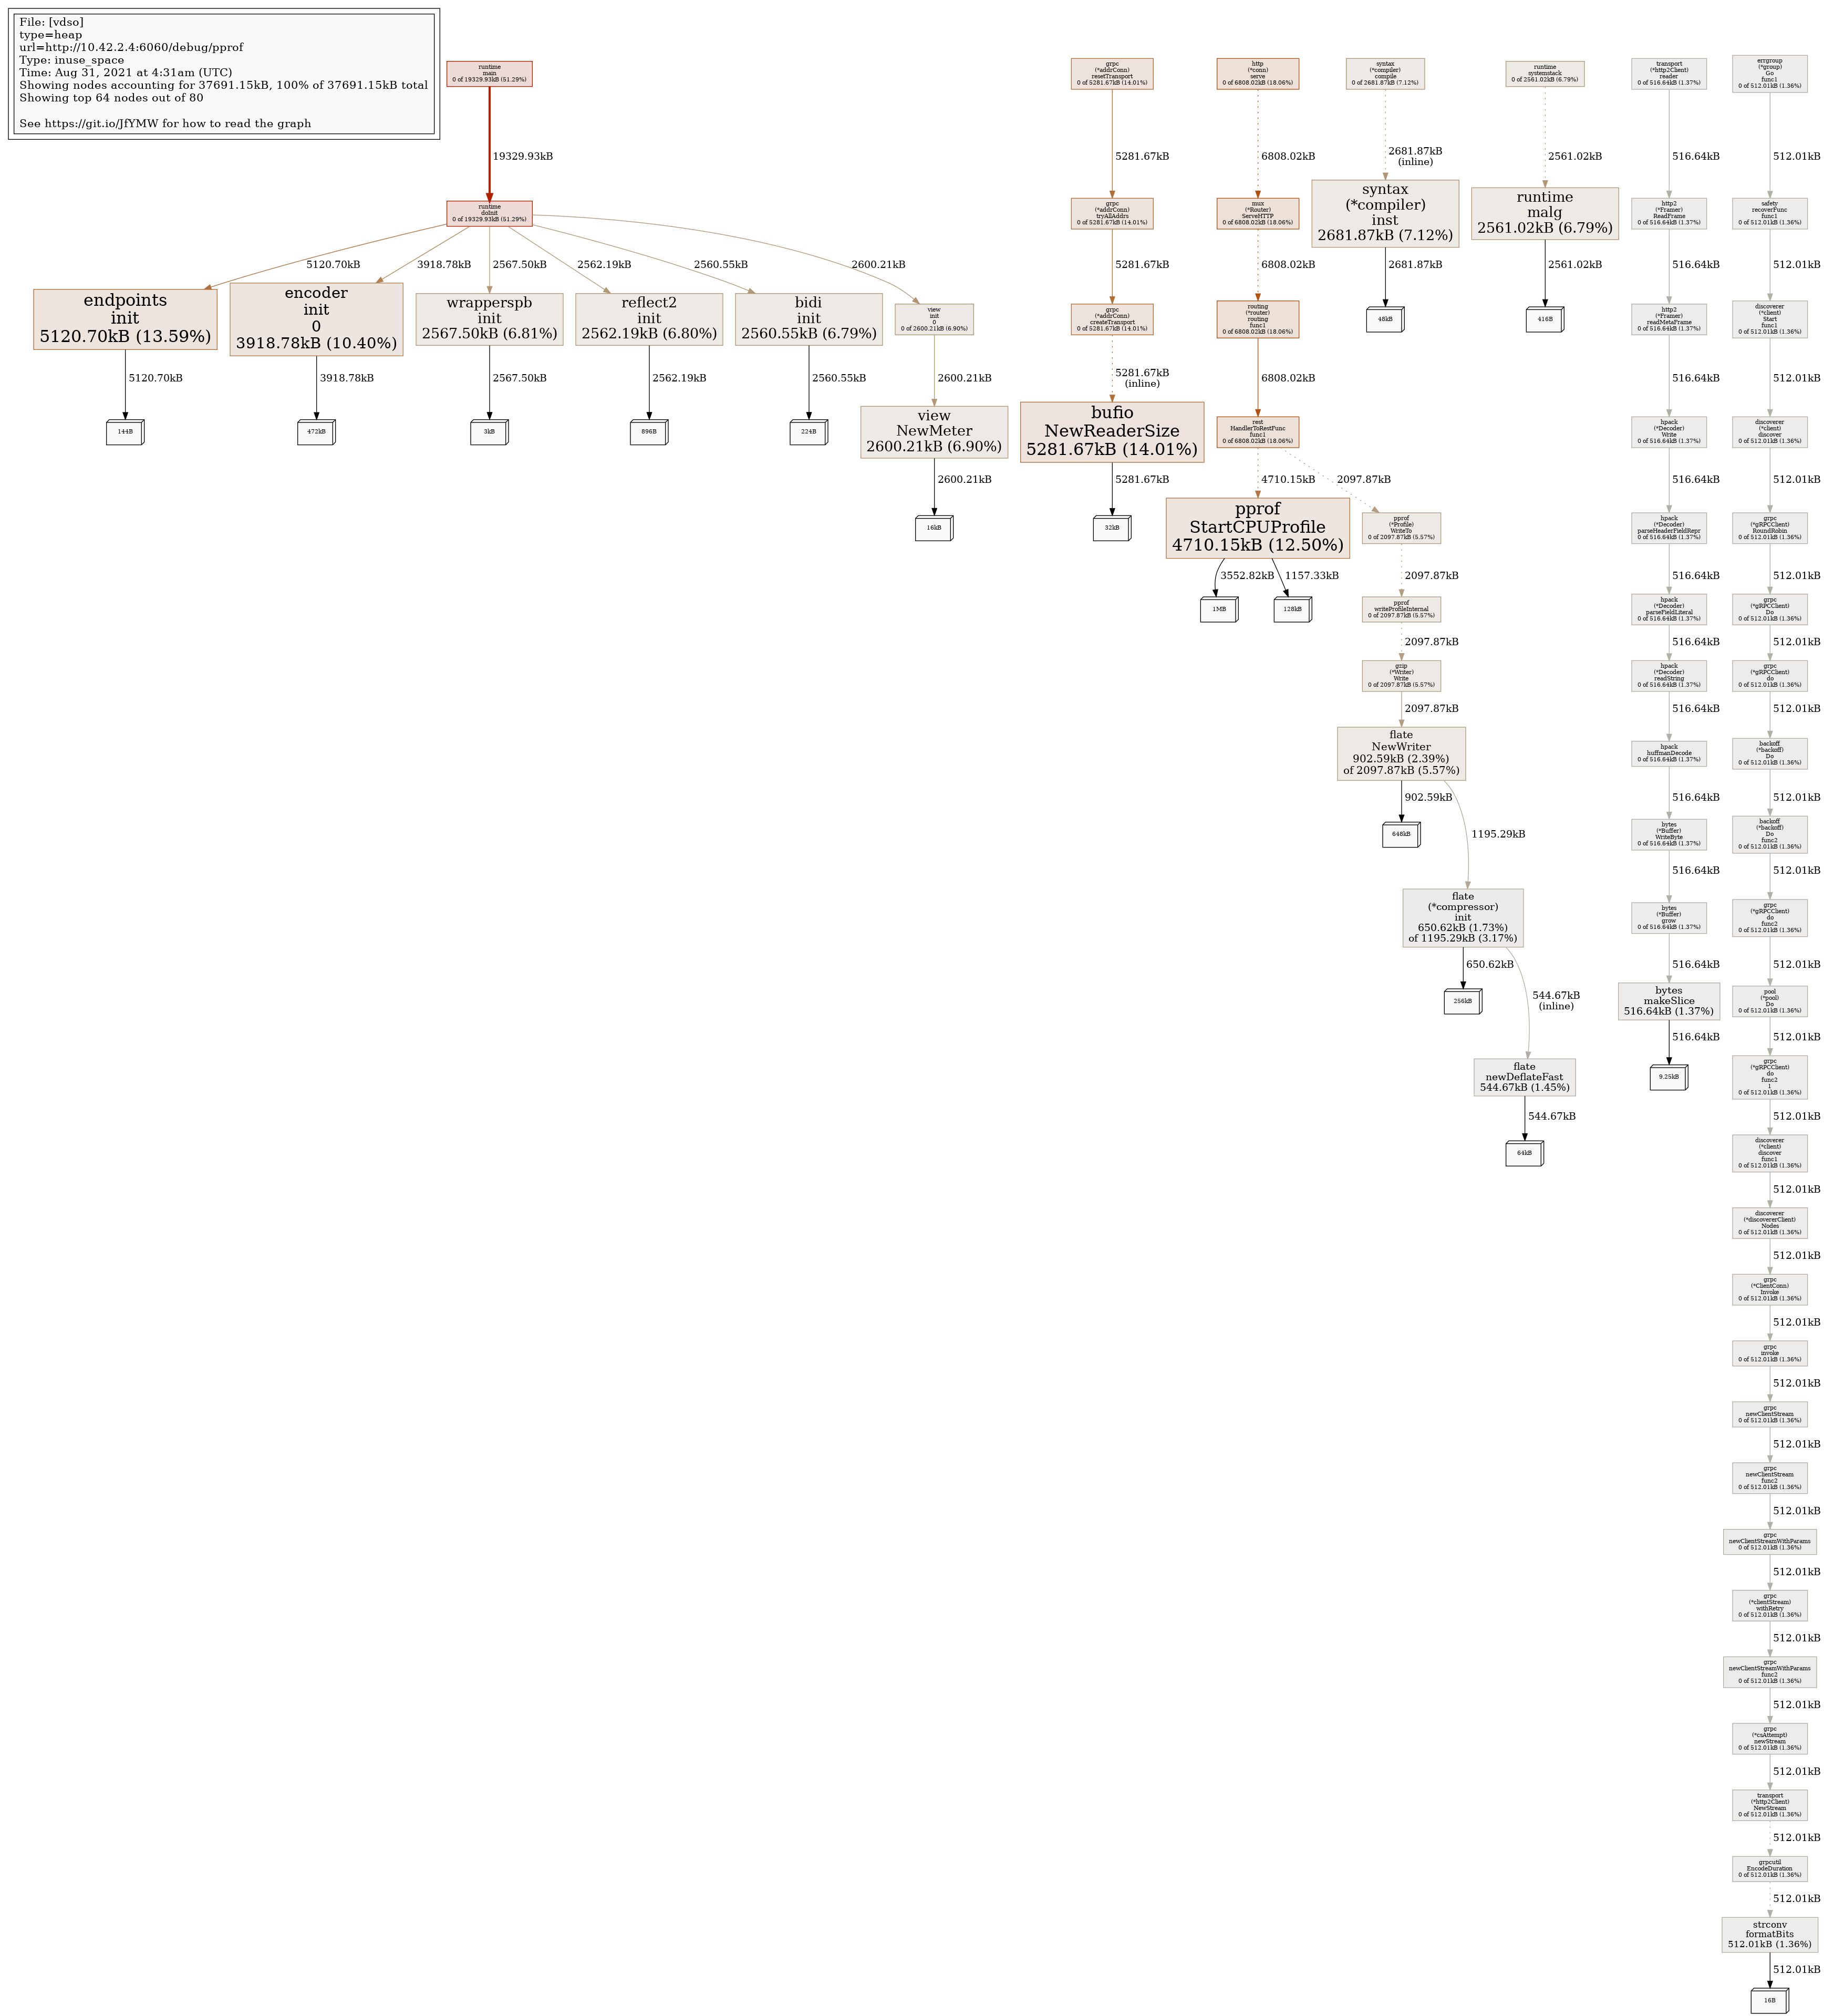 File: [vdso]
type=heap
url=http://10.42.2.4:6060/debug/pprof
Type: inuse_space
Time: Aug 31, 2021 at 4:31am (UTC)
Showing nodes accounting for 37691.15kB, 100% of 37691.15kB total
Showing top 64 nodes out of 80
See https://git.io/JfYMW for how to read the graph
runtime
main
0 of 19329.93kB (51.29%)
19329.93kB
runtime
doInit
0 of 19329.93kB (51.29%)
5120.70kB
3918.78kB
2567.50kB
2562.19kB
2560.55kB
2600.21kB
endpoints
init
5120.70kB (13.59%)
5120.70kB
144B
encoder
init
0
3918.78kB (10.40%)
3918.78kB
472kB
wrapperspb
init
2567.50kB (6.81%)
2567.50kB
3kB
reflect2
init
2562.19kB (6.80%)
2562.19kB
896B
bidi
init
2560.55kB (6.79%)
2560.55kB
224B
view
init
0
0 of 2600.21kB (6.90%)
2600.21kB
view
NewMeter
2600.21kB (6.90%)
2600.21kB
16kB
grpc
(*addrConn)
resetTransport
0 of 5281.67kB (14.01%)
5281.67kB
grpc
(*addrConn)
tryAllAddrs
0 of 5281.67kB (14.01%)
5281.67kB
grpc
(*addrConn)
createTransport
0 of 5281.67kB (14.01%)
5281.67kB
(inline)
bufio
NewReaderSize
5281.67kB (14.01%)
5281.67kB
32kB
http
(*conn)
serve
0 of 6808.02kB (18.06%)
6808.02kB
mux
(*Router)
ServeHTTP
0 of 6808.02kB (18.06%)
6808.02kB
routing
(*router)
routing
func1
0 of 6808.02kB (18.06%)
6808.02kB
rest
HandlerToRestFunc
func1
0 of 6808.02kB (18.06%)
4710.15kB
2097.87kB
pprof
StartCPUProfile
4710.15kB (12.50%)
3552.82kB
1157.33kB
1MB
128kB
pprof
(*Profile)
WriteTo
0 of 2097.87kB (5.57%)
2097.87kB
pprof
writeProfileInternal
0 of 2097.87kB (5.57%)
2097.87kB
gzip
(*Writer)
Write
0 of 2097.87kB (5.57%)
2097.87kB
flate
NewWriter
902.59kB (2.39%)
of 2097.87kB (5.57%)
902.59kB
648kB
1195.29kB
flate
(*compressor)
init
650.62kB (1.73%)
of 1195.29kB (3.17%)
650.62kB
256kB
544.67kB
(inline)
flate
newDeflateFast
544.67kB (1.45%)
544.67kB
64kB
syntax
(*compiler)
compile
0 of 2681.87kB (7.12%)
2681.87kB
(inline)
syntax
(*compiler)
inst
2681.87kB (7.12%)
2681.87kB
48kB
runtime
systemstack
0 of 2561.02kB (6.79%)
2561.02kB
runtime
malg
2561.02kB (6.79%)
2561.02kB
416B
transport
(*http2Client)
reader
0 of 516.64kB (1.37%)
516.64kB
http2
(*Framer)
ReadFrame
0 of 516.64kB (1.37%)
516.64kB
http2
(*Framer)
readMetaFrame
0 of 516.64kB (1.37%)
516.64kB
hpack
(*Decoder)
Write
0 of 516.64kB (1.37%)
516.64kB
hpack
(*Decoder)
parseHeaderFieldRepr
0 of 516.64kB (1.37%)
516.64kB
hpack
(*Decoder)
parseFieldLiteral
0 of 516.64kB (1.37%)
516.64kB
hpack
(*Decoder)
readString
0 of 516.64kB (1.37%)
516.64kB
hpack
huffmanDecode
0 of 516.64kB (1.37%)
516.64kB
bytes
(*Buffer)
WriteByte
0 of 516.64kB (1.37%)
516.64kB
bytes
(*Buffer)
grow
0 of 516.64kB (1.37%)
516.64kB
bytes
makeSlice
516.64kB (1.37%)
516.64kB
9.25kB
errgroup
(*group)
Go
func1
0 of 512.01kB (1.36%)
512.01kB
safety
recoverFunc
func1
0 of 512.01kB (1.36%)
512.01kB
discoverer
(*client)
Start
func1
0 of 512.01kB (1.36%)
512.01kB
discoverer
(*client)
discover
0 of 512.01kB (1.36%)
512.01kB
grpc
(*gRPCClient)
RoundRobin
0 of 512.01kB (1.36%)
512.01kB
grpc
(*gRPCClient)
Do
0 of 512.01kB (1.36%)
512.01kB
grpc
(*gRPCClient)
do
0 of 512.01kB (1.36%)
512.01kB
backoff
(*backoff)
Do
0 of 512.01kB (1.36%)
512.01kB
backoff
(*backoff)
Do
func2
0 of 512.01kB (1.36%)
512.01kB
grpc
(*gRPCClient)
do
func2
0 of 512.01kB (1.36%)
512.01kB
pool
(*pool)
Do
0 of 512.01kB (1.36%)
512.01kB
grpc
(*gRPCClient)
do
func2
1
0 of 512.01kB (1.36%)
512.01kB
discoverer
(*client)
discover
func1
0 of 512.01kB (1.36%)
512.01kB
discoverer
(*discovererClient)
Nodes
0 of 512.01kB (1.36%)
512.01kB
grpc
(*ClientConn)
Invoke
0 of 512.01kB (1.36%)
512.01kB
grpc
invoke
0 of 512.01kB (1.36%)
512.01kB
grpc
newClientStream
0 of 512.01kB (1.36%)
512.01kB
grpc
newClientStream
func2
0 of 512.01kB (1.36%)
512.01kB
grpc
newClientStreamWithParams
0 of 512.01kB (1.36%)
512.01kB
grpc
(*clientStream)
withRetry
0 of 512.01kB (1.36%)
512.01kB
grpc
newClientStreamWithParams
func2
0 of 512.01kB (1.36%)
512.01kB
grpc
(*csAttempt)
newStream
0 of 512.01kB (1.36%)
512.01kB
transport
(*http2Client)
NewStream
0 of 512.01kB (1.36%)
512.01kB
grpcutil
EncodeDuration
0 of 512.01kB (1.36%)
512.01kB
strconv
formatBits
512.01kB (1.36%)
512.01kB
16B